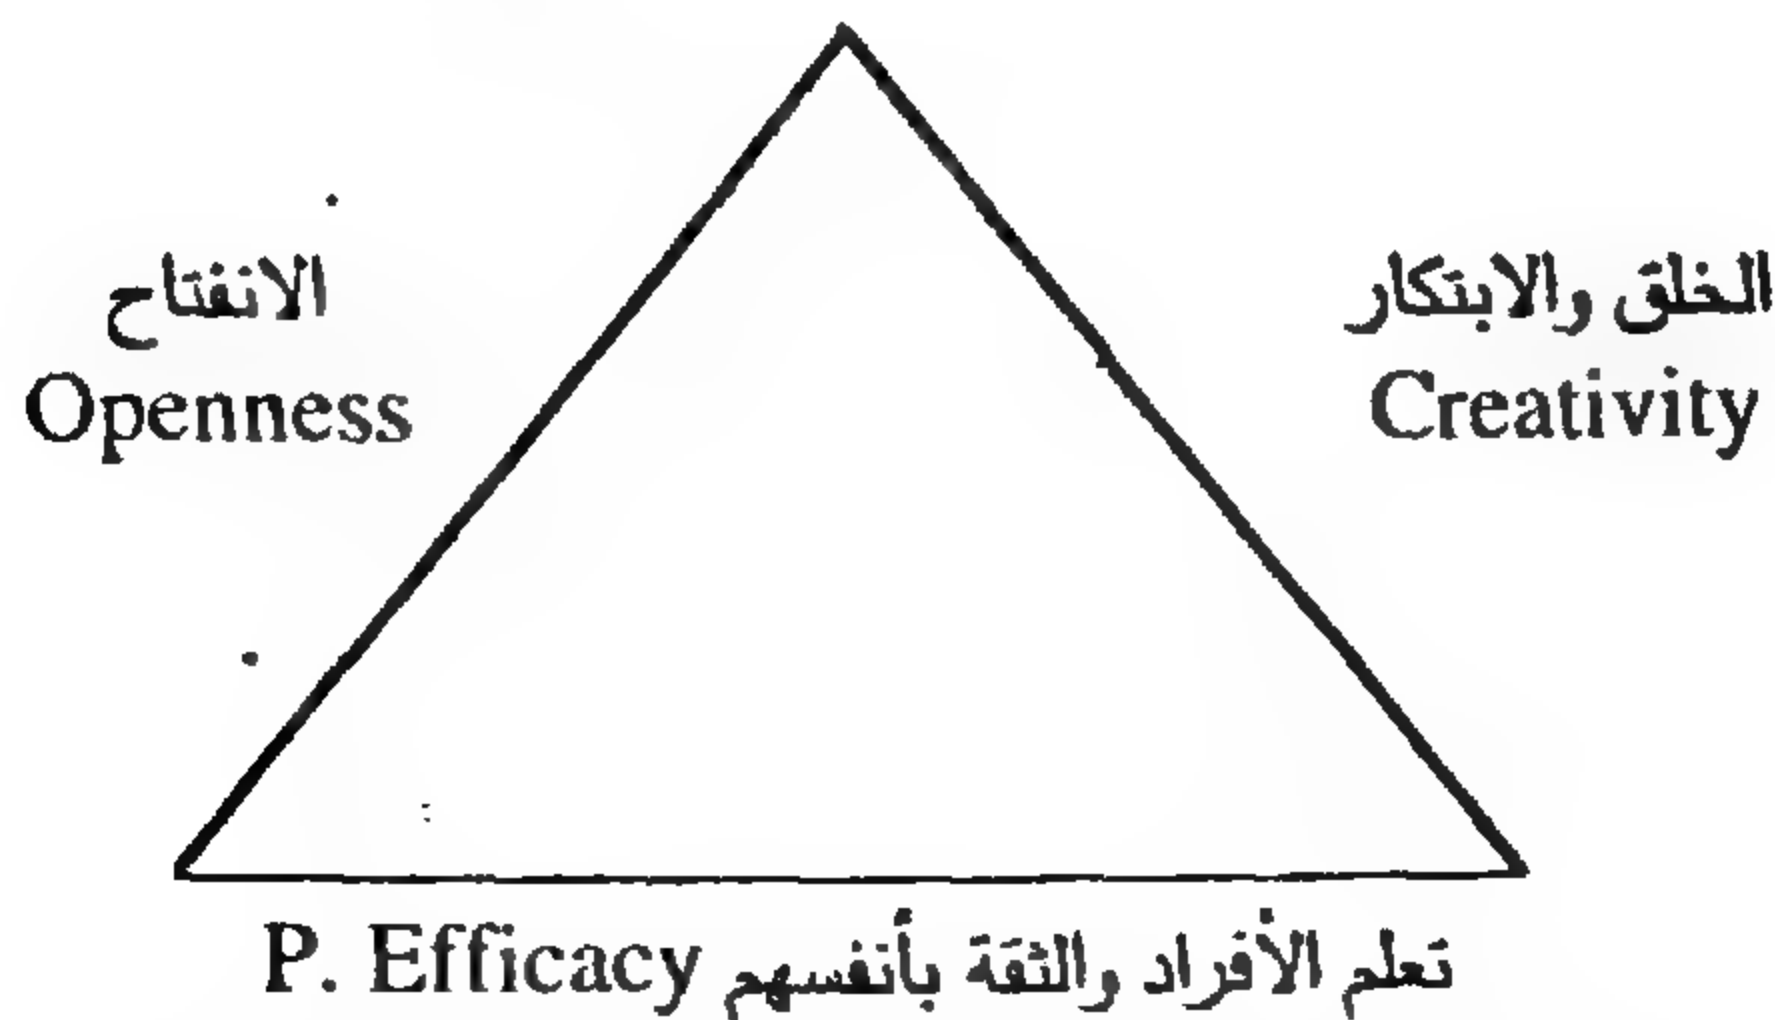 الانفتاح
Openness
الخلق والابتكار
Creativity
تعلم الأفراد والثقة بأنفسهم P. Efficacy